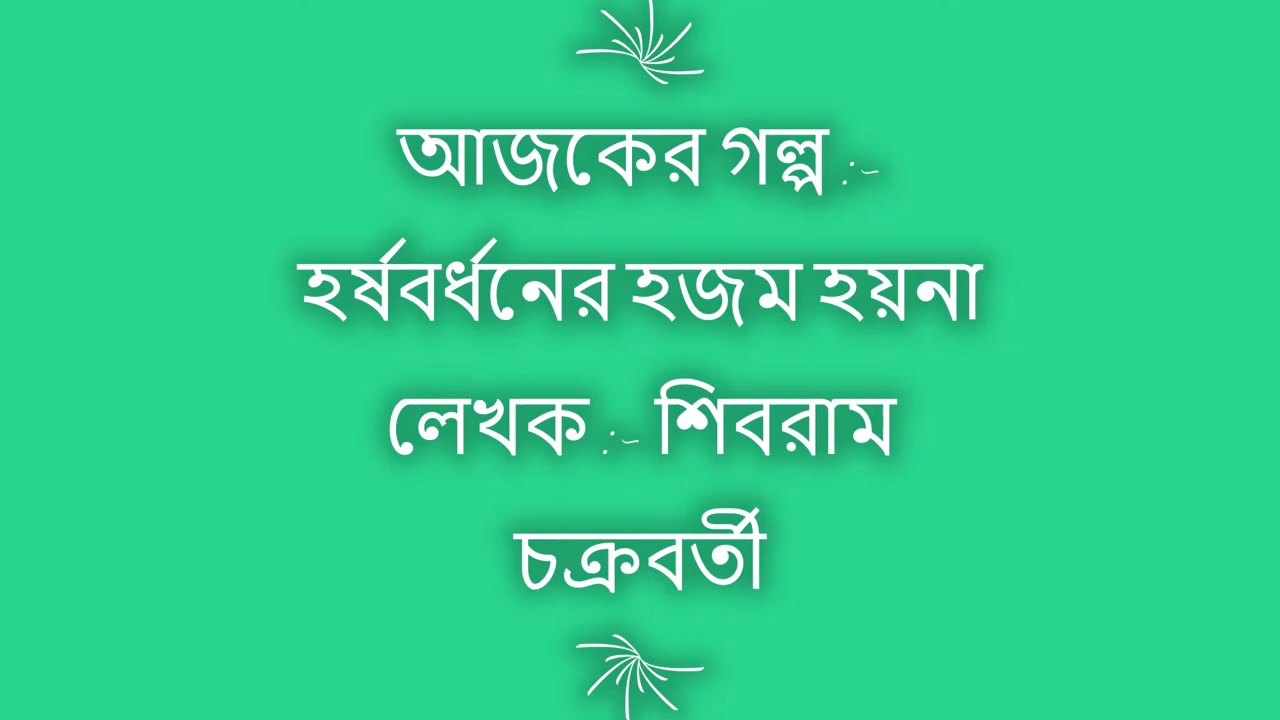 আজকের গল্প :-
হর্ষবর্ধনের হজম হয়না
লেখক :- শিবরাম
চক্রবর্তী